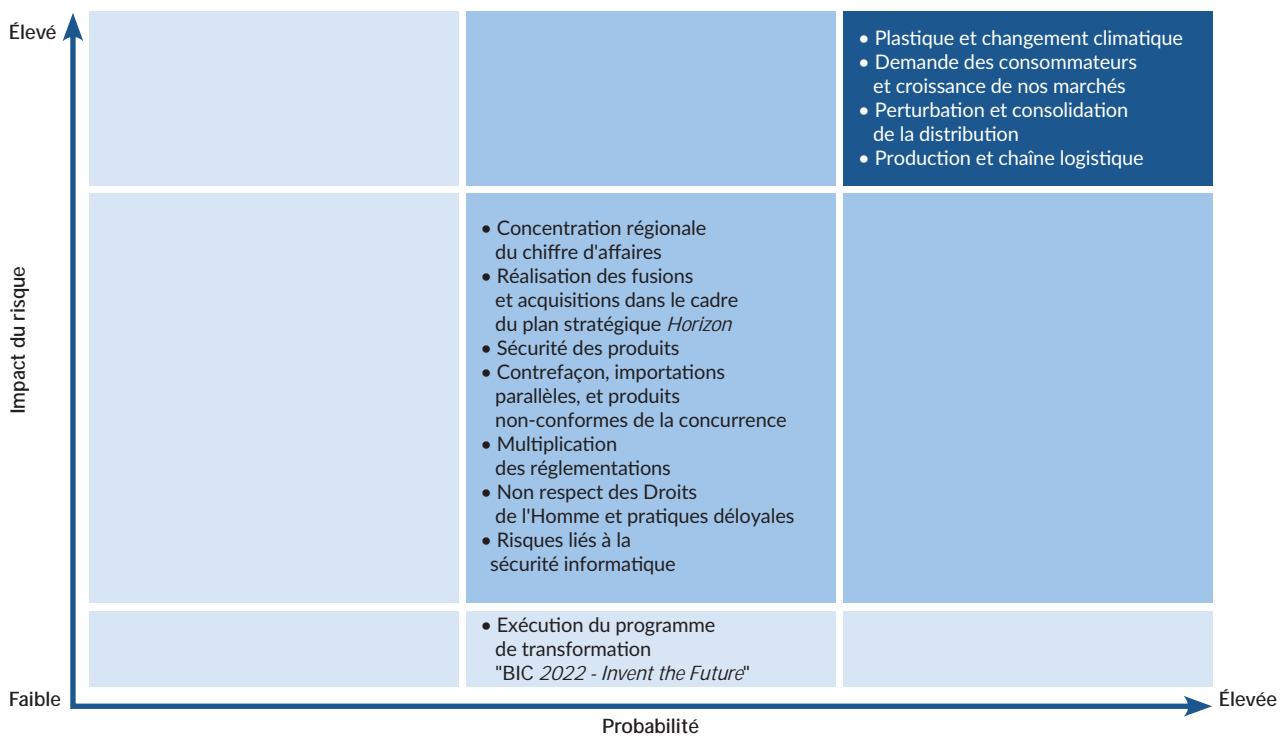 Élevé
• Plastique et changement climatique
• Demande des consommateurs
et croissance de nos marchés
• Perturbation et consolidation
de la distribution
• Production et chaîne logistique
Impact du risque
• Concentration régionale
du chiffre d'affaires
• Réalisation des fusions
et acquisitions dans le cadre
du plan stratégique Horizon
• Sécurité des produits
• Contrefaçon, importations
parallèles, et produits
non-conformes de la concurrence
• Multiplication
des réglementations
• Non respect des Droits
de l'Homme et pratiques déloyales
• Risques liés à la
sécurité informatique
• Exécution du programme
de transformation
"BIC 2022 - Invent the Future"
Faible
Élevée
Probabilité